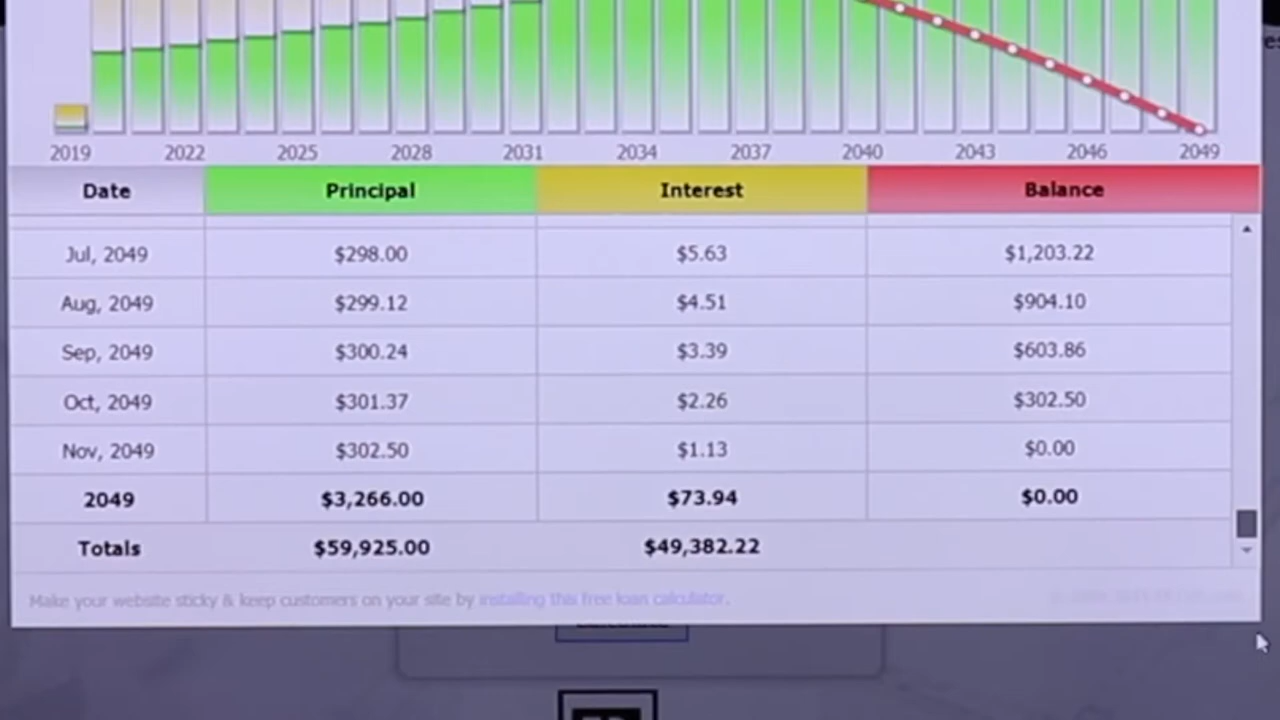 2019 2022 2025 2028 2031 2034 2037 2040 2043 2046 2049
Date Principal Interest Balance
Jul, 2049 $298.00 $5.63 $1,203.22
Aug, 2049 $299.12 $4.51 $904.10
Sep, 2049 $300.24 $3.39 $603.86
Oct, 2049 $301.37 $2.26 $302.50
Nov, 2049 $302.50 $1.13 $0.00
2049 $3,266.00 $73.94 $0.00
Totals $59,925.00 $49,382.22
Make your website sticky & keep customers on your site by installing this free loan calculator.